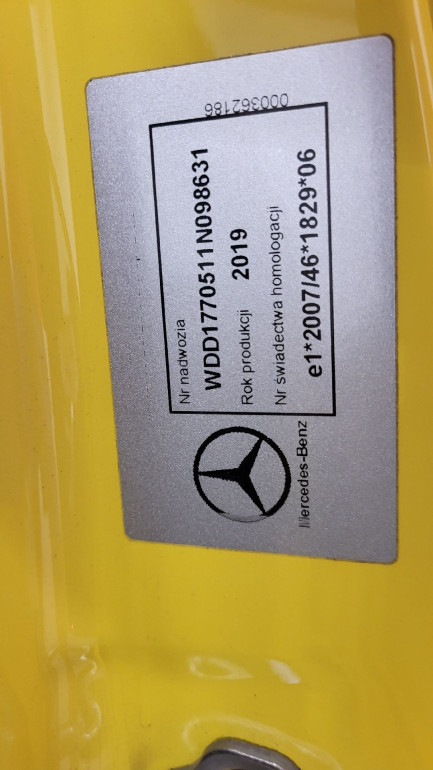 000362186
Nr nadwozia
WDD1770511N098631
Rok produkcji 2019
Nr świadectwa homologacji
e1*2007/46*1829*06
Mercedes-Benz